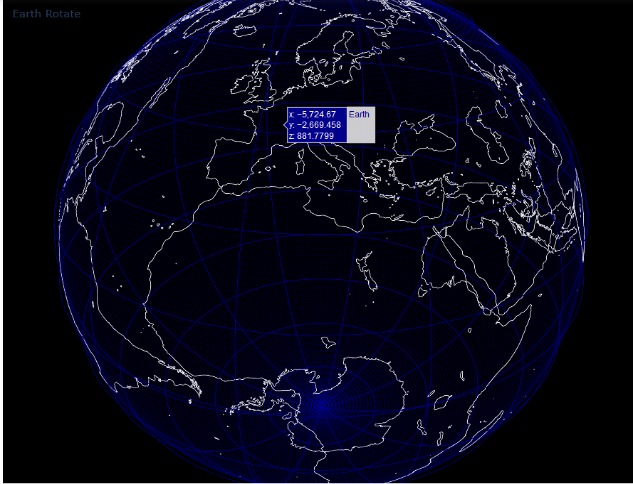 Earth Rotate
x: −5,724.67 Earth
y: −2,669.458
z: 881.7799